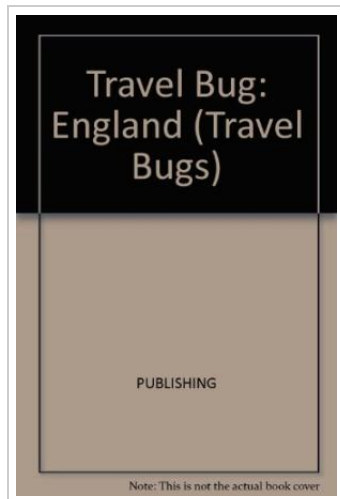 Travel Bug:
England (Travel
Bugs)
PUBLISHING
Note: This is not the actual book cover